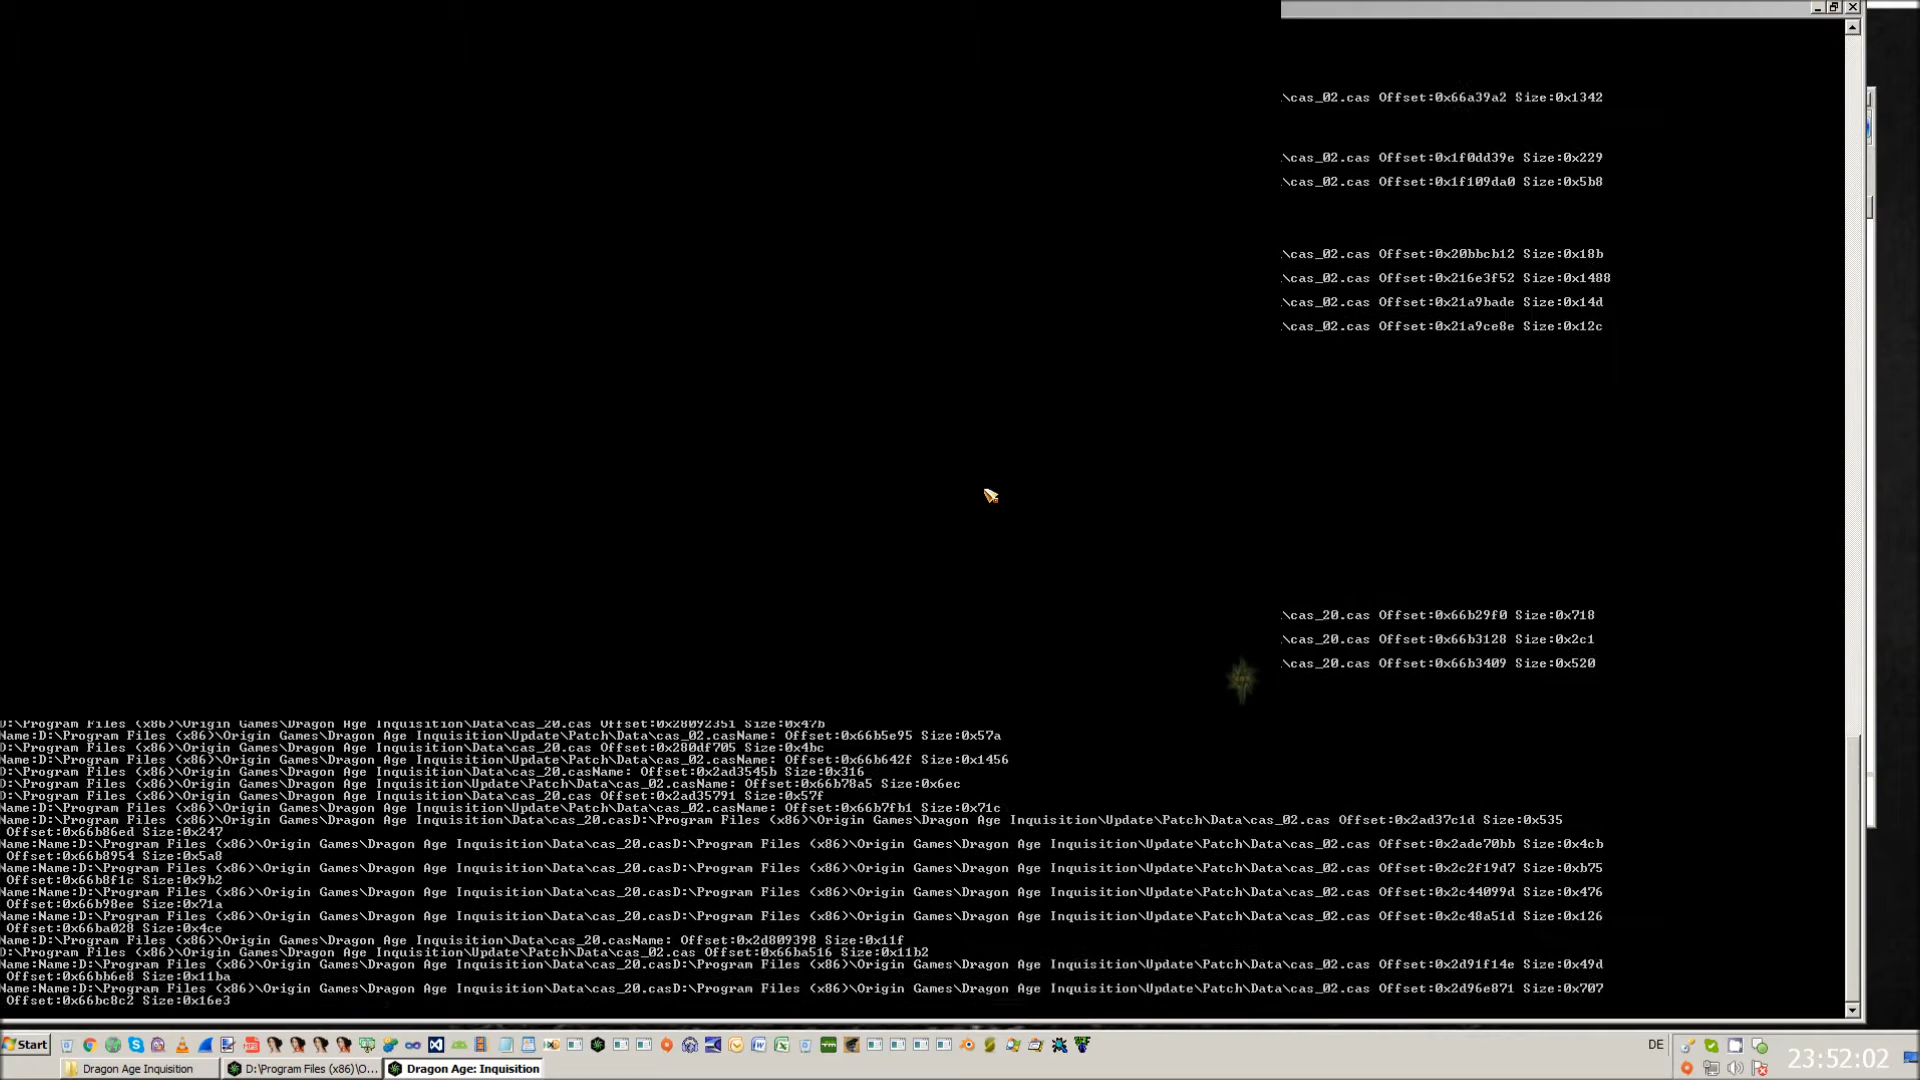 \cas_02.cas Offset:0x66a39a2 Size:0x1342
\cas_02.cas Offset:0x1f0dd39e Size:0x229
\cas_02.cas Offset:0x1f109da0 Size:0x5b8
\cas_02.cas Offset:0x20bbcb12 Size:0x18b
\cas_02.cas Offset:0x216e3f52 Size:0x1488
\cas_02.cas Offset:0x21a9bade Size:0x14d
\cas_02.cas Offset:0x21a9ce8e Size:0x12c
\cas_20.cas Offset:0x66b29f0 Size:0x718
\cas_20.cas Offset:0x66b3128 Size:0x2c1
\cas_20.cas Offset:0x66b3409 Size:0x520
D:\Program Files (x86)\Origin Games\Dragon Age Inquisition\Data\cas_20.cas Offset:0x28092351 Size:0x47b
Name:D:\Program Files (x86)\Origin Games\Dragon Age Inquisition\Update\Patch\Data\cas_02.casName: Offset:0x66b5e95 Size:0x57a
D:\Program Files (x86)\Origin Games\Dragon Age Inquisition\Data\cas_20.cas Offset:0x280df705 Size:0x4bc
Name:D:\Program Files (x86)\Origin Games\Dragon Age Inquisition\Update\Patch\Data\cas_02.cas Offset:0x66b642f Size:0x1456
D:\Program Files (x86)\Origin Games\Dragon Age Inquisition\Data\cas_20.casName: Offset:0x2ad3545b Size:0x316
D:\Program Files (x86)\Origin Games\Dragon Age Inquisition\Update\Patch\Data\cas_02.casName: Offset:0x66b78a5 Size:0x6ec
D:\Program Files (x86)\Origin Games\Dragon Age Inquisition\Data\cas_20.cas Offset:0x2ad35791 Size:0x57f
Name:D:\Program Files (x86)\Origin Games\Dragon Age Inquisition\Update\Patch\Data\cas_02.casName: Offset:0x66b7fb1 Size:0x71c
Name:D:\Program Files (x86)\Origin Games\Dragon Age Inquisition\Data\cas_20.casD:\Program Files (x86)\Origin Games\Dragon Age Inquisition\Update\Patch\Data\cas_02.cas Offset:0x2ad37c1d Size:0x535
Offset:0x66b86ed Size:0x247
Name:Name:D:\Program Files (x86)\Origin Games\Dragon Age Inquisition\Data\cas_20.casD:\Program Files (x86)\Origin Games\Dragon Age Inquisition\Update\Patch\Data\cas_02.cas Offset:0x2ade70bb Size:0x4cb
Offset:0x66b8954 Size:0x5a8
Name:Name:D:\Program Files (x86)\Origin Games\Dragon Age Inquisition\Data\cas_20.casD:\Program Files (x86)\Origin Games\Dragon Age Inquisition\Update\Patch\Data\cas_02.cas Offset:0x2c2f19d7 Size:0xb75
Offset:0x66b8f1c Size:0x9b2
Name:Name:D:\Program Files (x86)\Origin Games\Dragon Age Inquisition\Data\cas_20.casD:\Program Files (x86)\Origin Games\Dragon Age Inquisition\Update\Patch\Data\cas_02.cas Offset:0x2c44099d Size:0x476
Offset:0x66b98ee Size:0x71a
Name:Name:D:\Program Files (x86)\Origin Games\Dragon Age Inquisition\Data\cas_20.casD:\Program Files (x86)\Origin Games\Dragon Age Inquisition\Update\Patch\Data\cas_02.cas Offset:0x2c48a51d Size:0x126
Offset:0x66ba028 Size:0x4ce
Name:D:\Program Files (x86)\Origin Games\Dragon Age Inquisition\Data\cas_20.casName: Offset:0x2d809398 Size:0x11f
D:\Program Files (x86)\Origin Games\Dragon Age Inquisition\Update\Patch\Data\cas_02.cas Offset:0x66ba516 Size:0x11b2
Name:Name:D:\Program Files (x86)\Origin Games\Dragon Age Inquisition\Data\cas_20.casD:\Program Files (x86)\Origin Games\Dragon Age Inquisition\Update\Patch\Data\cas_02.cas Offset:0x2d91f14e Size:0x49d
Offset:0x66bb6e8 Size:0x11ba
Name:Name:D:\Program Files (x86)\Origin Games\Dragon Age Inquisition\Data\cas_20.casD:\Program Files (x86)\Origin Games\Dragon Age Inquisition\Update\Patch\Data\cas_02.cas Offset:0x2d96e871 Size:0x707
Offset:0x66bc8c2 Size:0x16e3
Start
DE
23:52:02
Dragon Age Inquisition
D:\Program Files (x86)\O...
Dragon Age: Inquisition